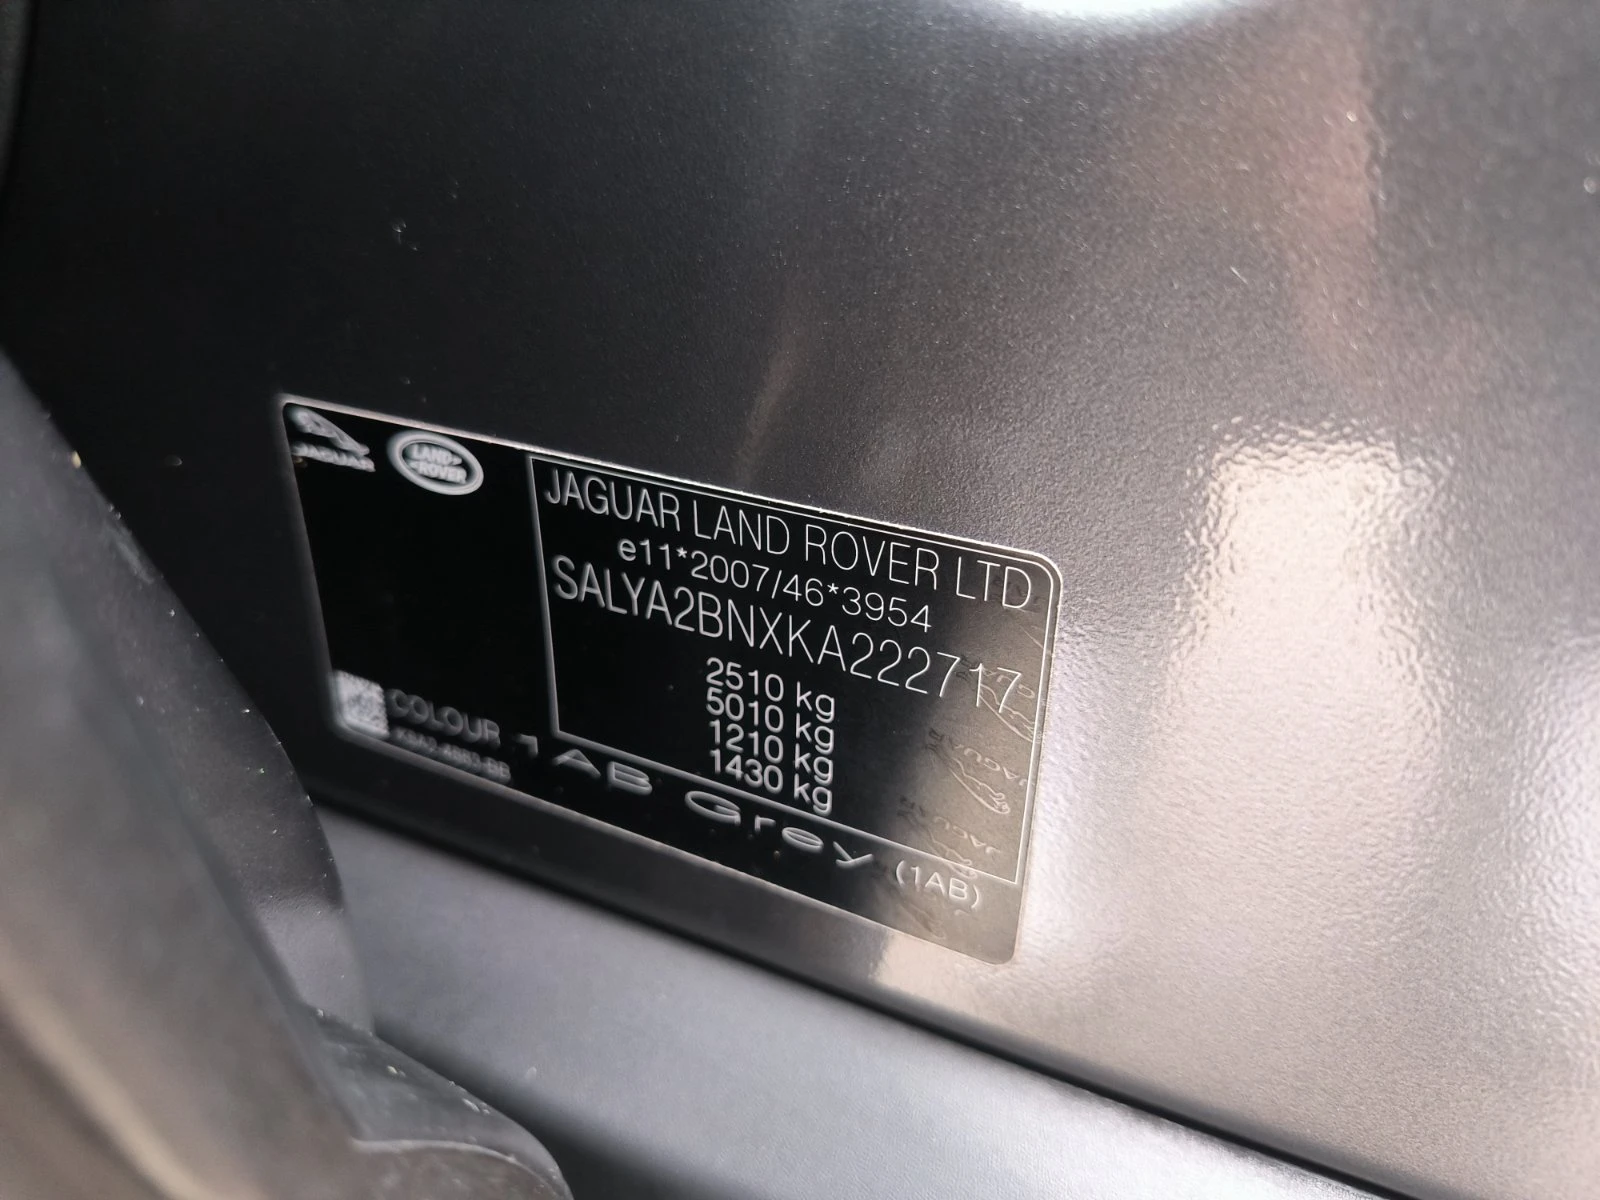 JAGUAR
LAND ROVER
JAGUAR LAND ROVER LTD
e11*2007/46*3954
SALYA2BNXKA222717
2510 kg
5010 kg
1210 kg
1430 kg
COLOUR 1AB Grey (1AB)